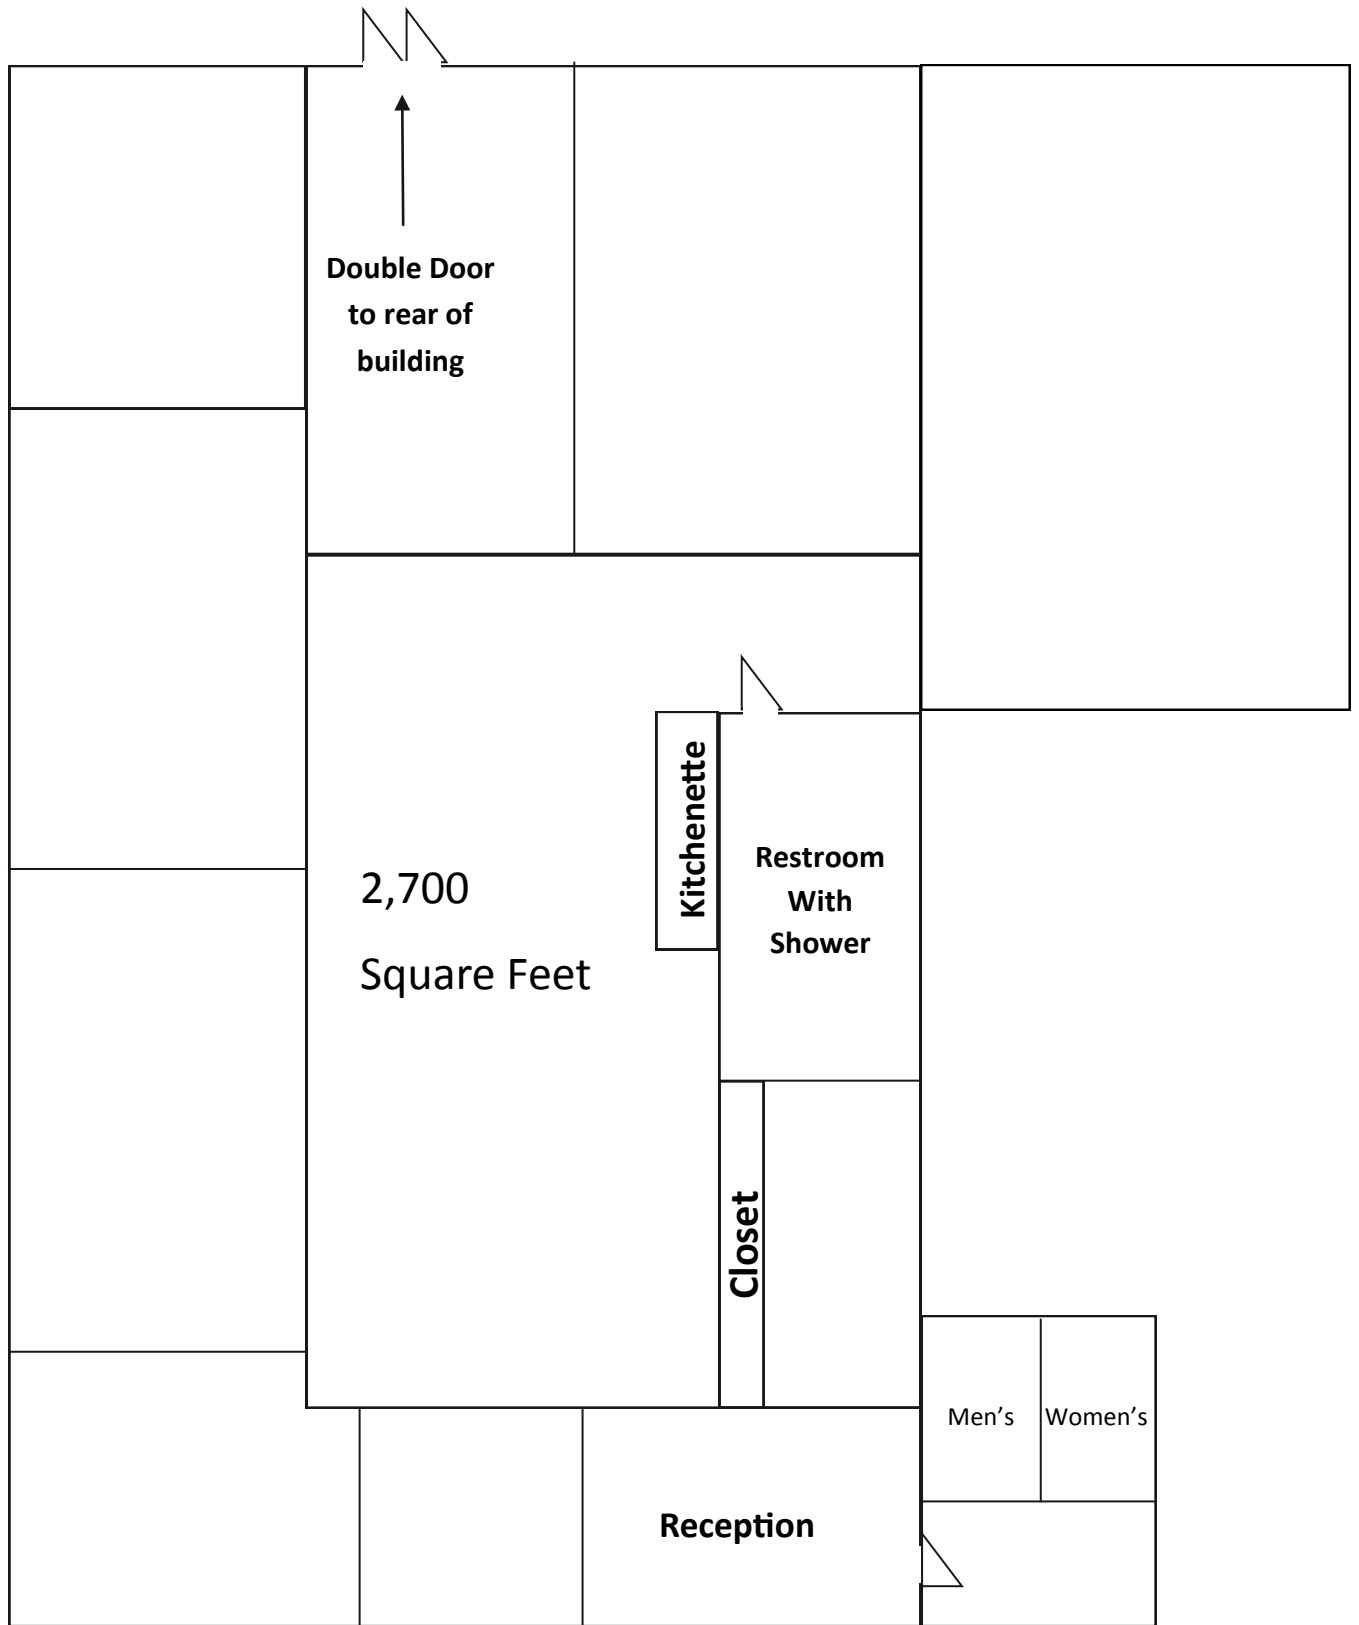 Double Door
to rear of
building
Kitchenette
Restroom
With
Shower
2,700
Square Feet
Closet
Men’s
Women’s
Reception